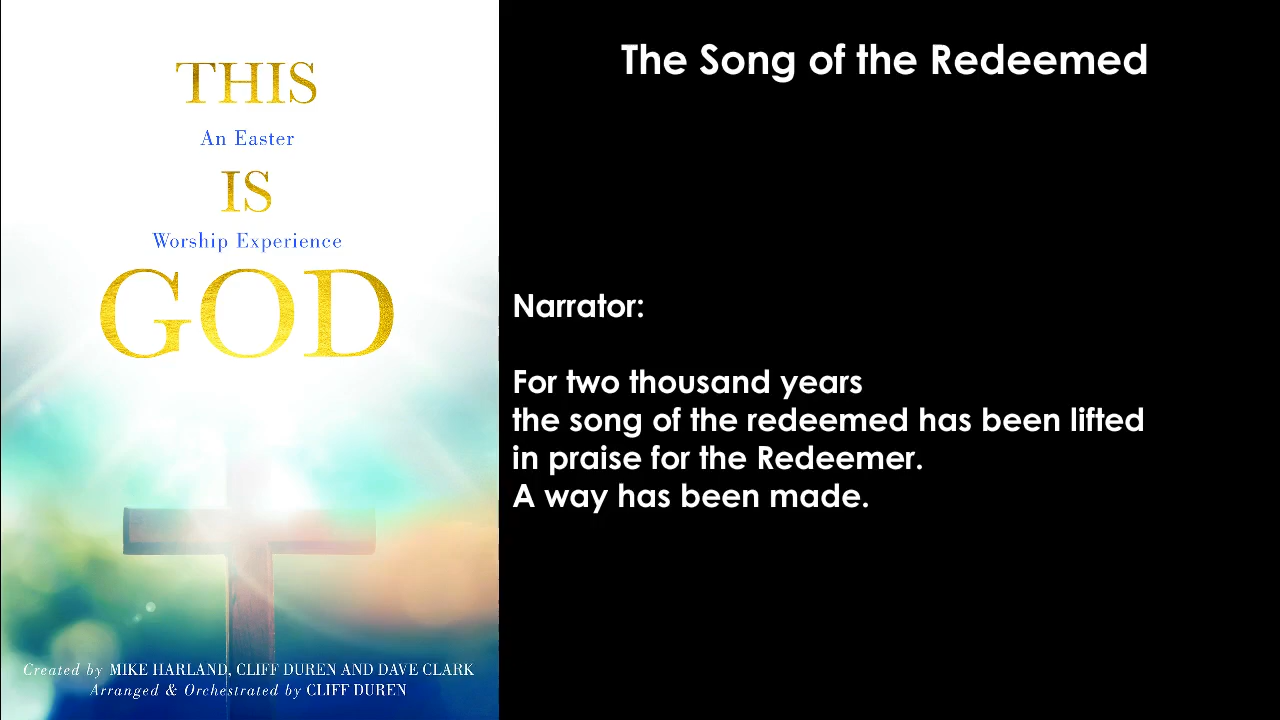 THIS
An Easter
IS
Worship Experience
GOD
Created by MIKE HARLAND, CLIFF DUREN AND DAVE CLARK
Arranged & Orchestrated by CLIFF DUREN
The Song of the Redeemed
Narrator:
For two thousand years
the song of the redeemed has been lifted
in praise for the Redeemer.
A way has been made.